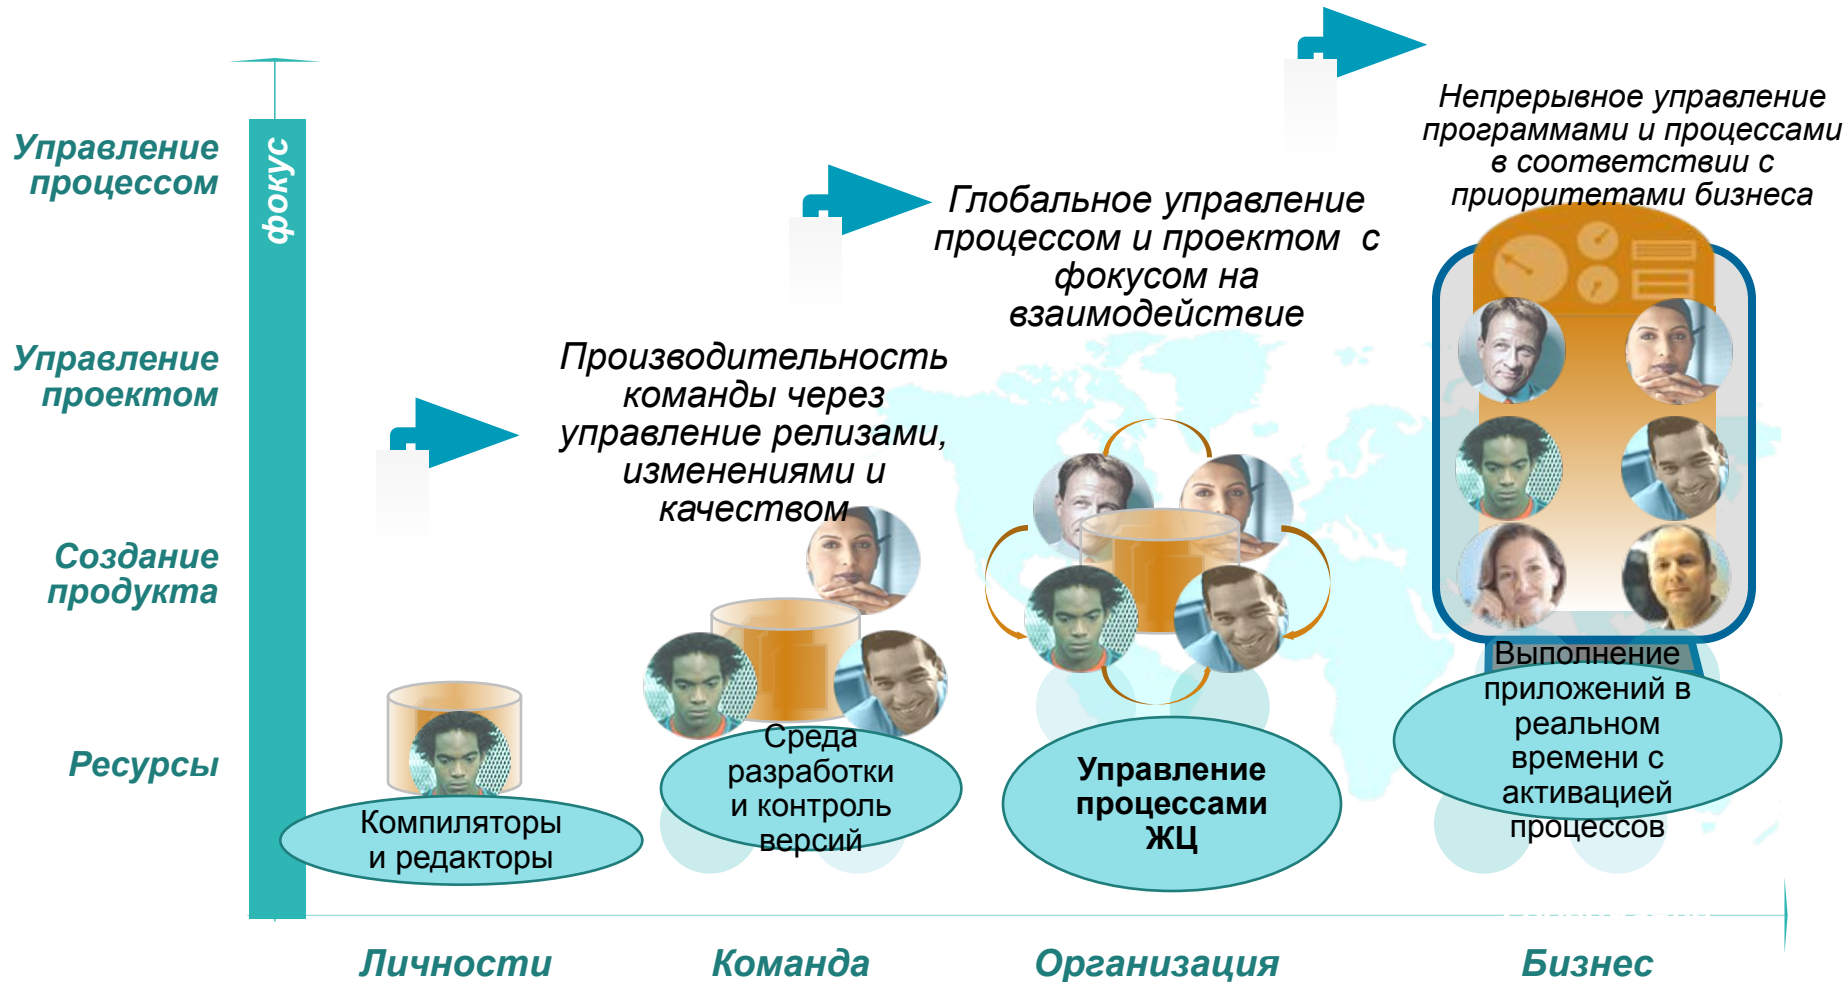 Управление
процессом
Управление
проектом
Создание
продукта
Ресурсы
фокус
Компиляторы
и редакторы
Производительность
команды через
управление релизами,
изменениями и
качеством
Среда
разработки
и контроль
версий
Глобальное управление
процессом и проектом с
фокусом на
взаимодействие
Управление
процессами
ЖЦ
Непрерывное управление
программами и процессами
в соответствии с
приоритетами бизнеса
Выполнение
приложений в
реальном
времени с
активацией
процессов
Личности
Команда
Организация
Бизнес